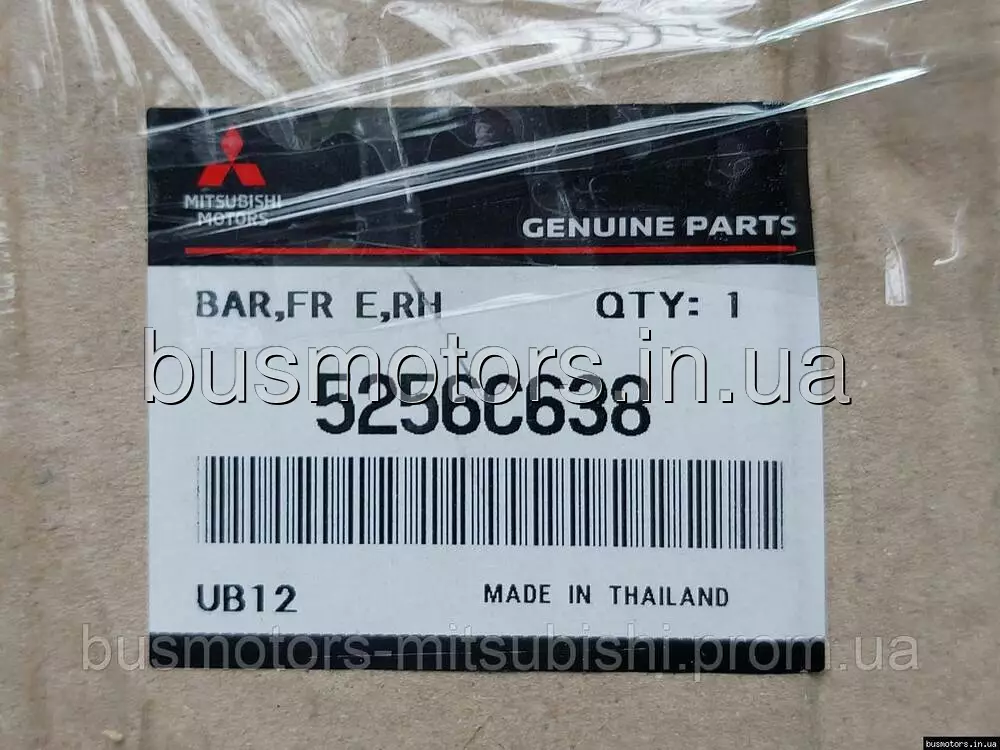 MITSUBISHI
MOTORS
GENUINE PARTS
BAR,FR E,RH QTY: 1
busmotors.in.ua
5256C638
UB12 MADE IN THAILAND
busmotors-mitsubishi.prom.ua
busmotors.in.ua